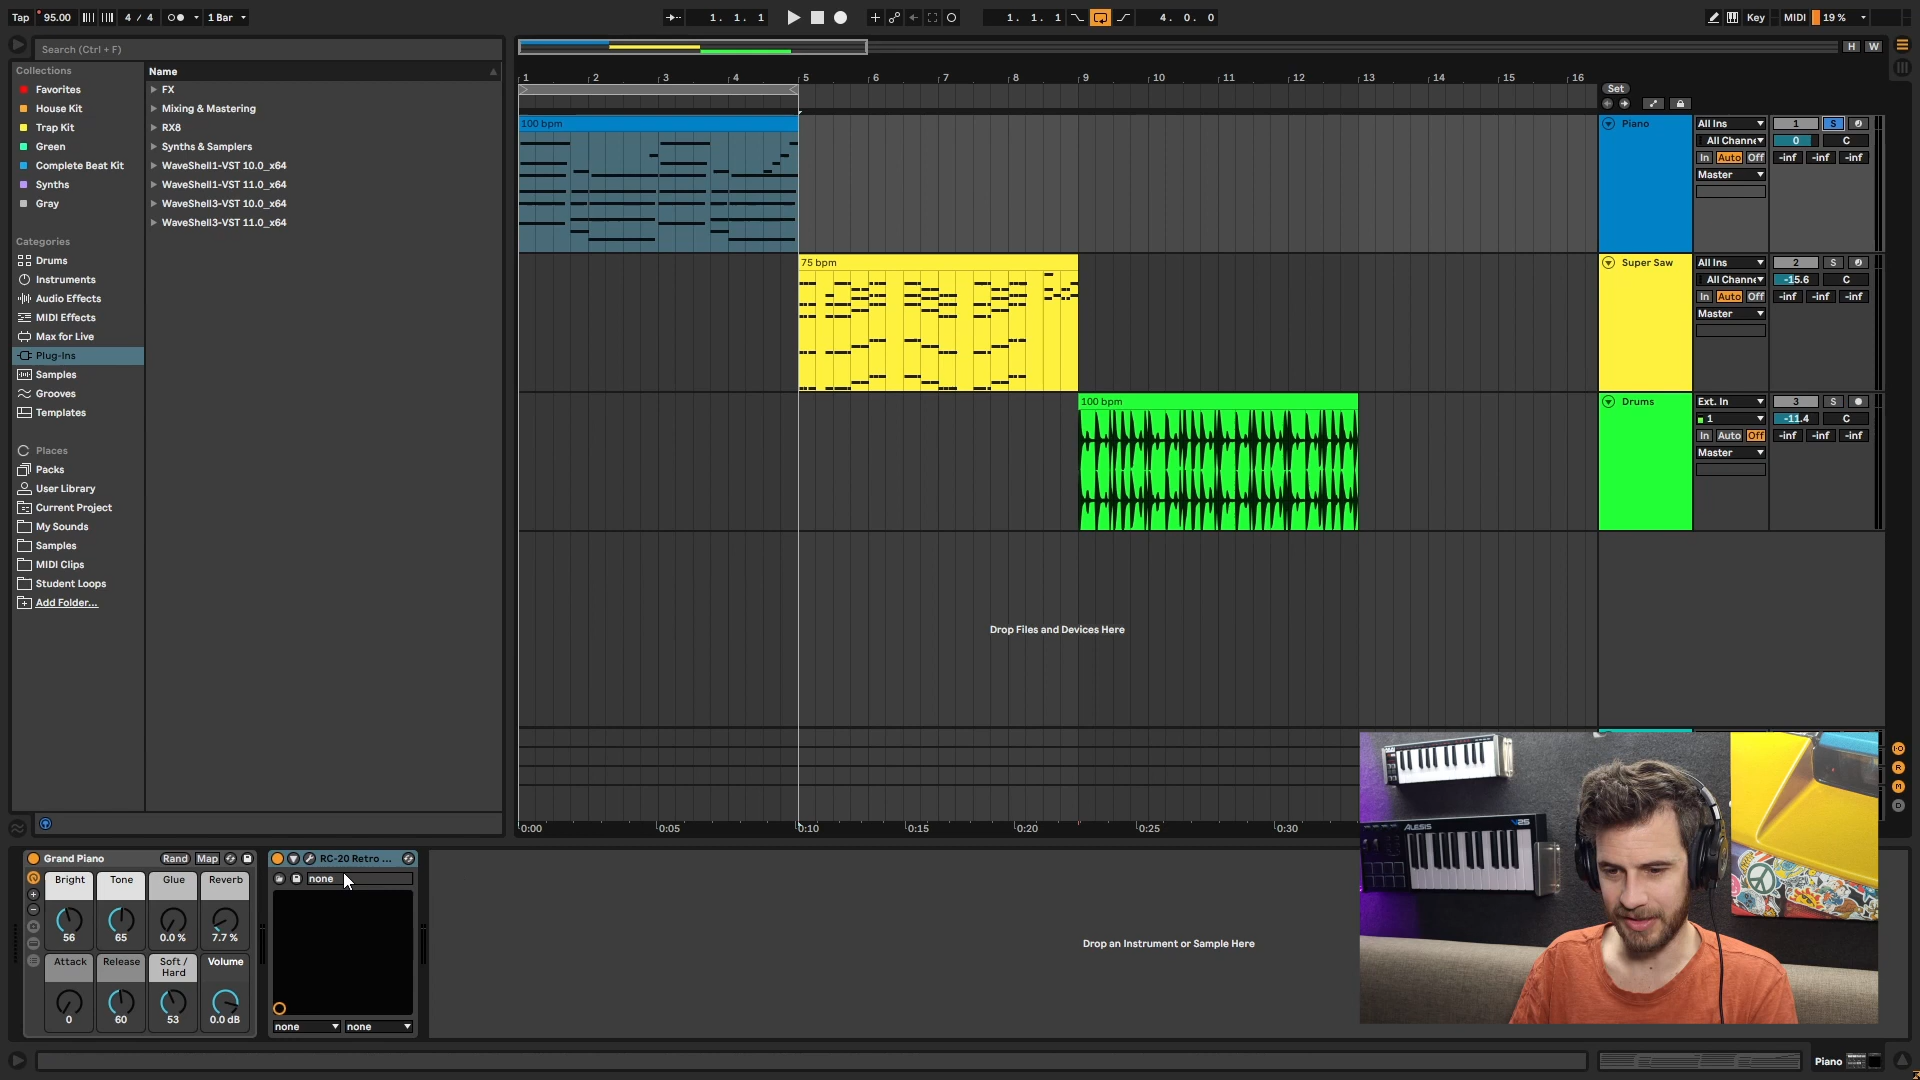 Tap 95.00 4 / 4 1 Bar 1. 1. 1 1. 1. 1 4. 0. 0 Key MIDI 19 %
Search (Ctrl + F)
H W
Collections
Favorites
House Kit
Trap Kit
Green
Complete Beat Kit
Synths
Gray
Categories
Drums
Instruments
Audio Effects
MIDI Effects
Max for Live
Plug-Ins
Samples
Grooves
Templates
Places
Packs
User Library
Current Project
My Sounds
Samples
MIDI Clips
Student Loops
Add Folder...
Name
FX
Mixing & Mastering
RX8
Synths & Samplers
WaveShell1-VST 10.0_x64
WaveShell1-VST 11.0_x64
WaveShell3-VST 10.0_x64
WaveShell3-VST 11.0_x64
1 2 3 4 5 6 7 8 9 10 11 12 13 14 15 16
Set
100 bpm
Piano All Ins 1 S
All Channe 0 C
In Auto Off -inf -inf -inf
Master
75 bpm
Super Saw All Ins 2 S
All Channe -15.6 C
In Auto Off -inf -inf -inf
Master
100 bpm
Drums Ext. In 3 S
1 -11.4 C
In Auto Off -inf -inf -inf
Master
Drop Files and Devices Here
0:00 0:05 0:10 0:15 0:20 0:25 0:30
I·O
R
M
D
ALESIS V25
Grand Piano Rand Map
Bright Tone Glue Reverb
56 65 0.0 % 7.7 %
Attack Release Soft / Hard Volume
0 60 53 0.0 dB
RC-20 Retro ...
none
none none
Drop an Instrument or Sample Here
Piano